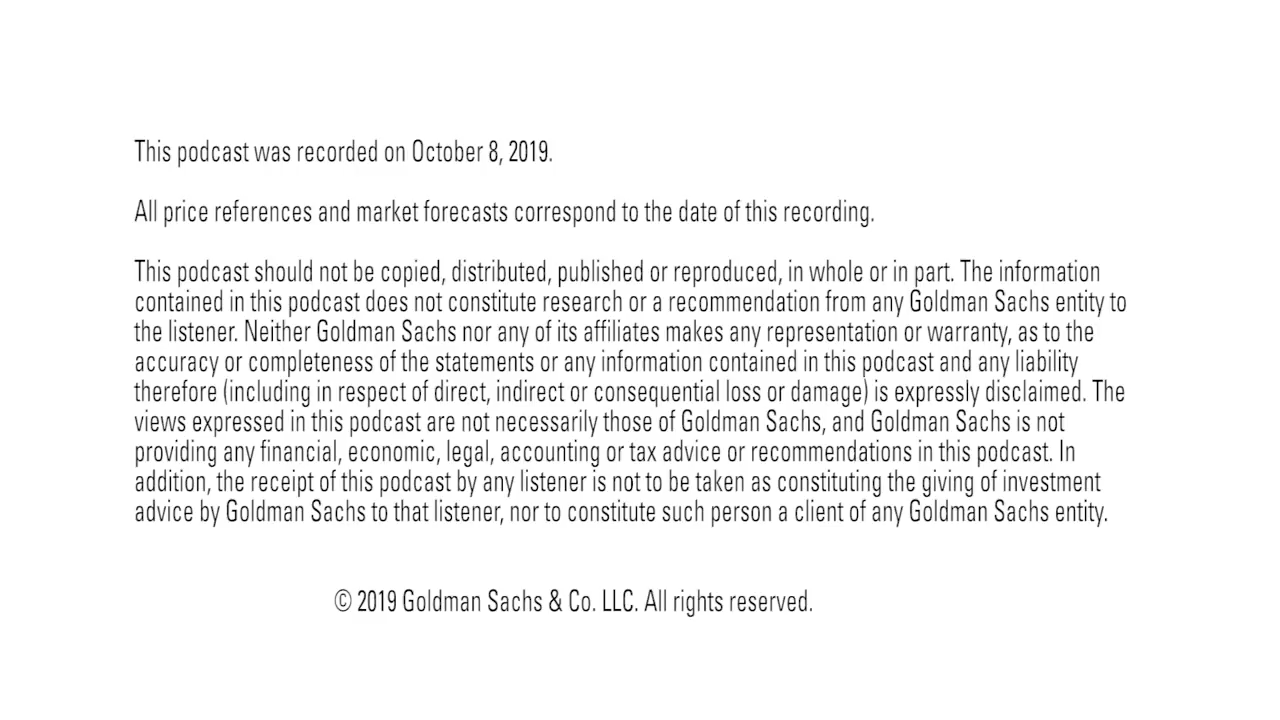 This podcast was recorded on October 8, 2019.
All price references and market forecasts correspond to the date of this recording.
This podcast should not be copied, distributed, published or reproduced, in whole or in part. The information
contained in this podcast does not constitute research or a recommendation from any Goldman Sachs entity to
the listener. Neither Goldman Sachs nor any of its affiliates makes any representation or warranty, as to the
accuracy or completeness of the statements or any information contained in this podcast and any liability
therefore (including in respect of direct, indirect or consequential loss or damage) is expressly disclaimed. The
views expressed in this podcast are not necessarily those of Goldman Sachs, and Goldman Sachs is not
providing any financial, economic, legal, accounting or tax advice or recommendations in this podcast. In
addition, the receipt of this podcast by any listener is not to be taken as constituting the giving of investment
advice by Goldman Sachs to that listener, nor to constitute such person a client of any Goldman Sachs entity.
© 2019 Goldman Sachs & Co. LLC. All rights reserved.